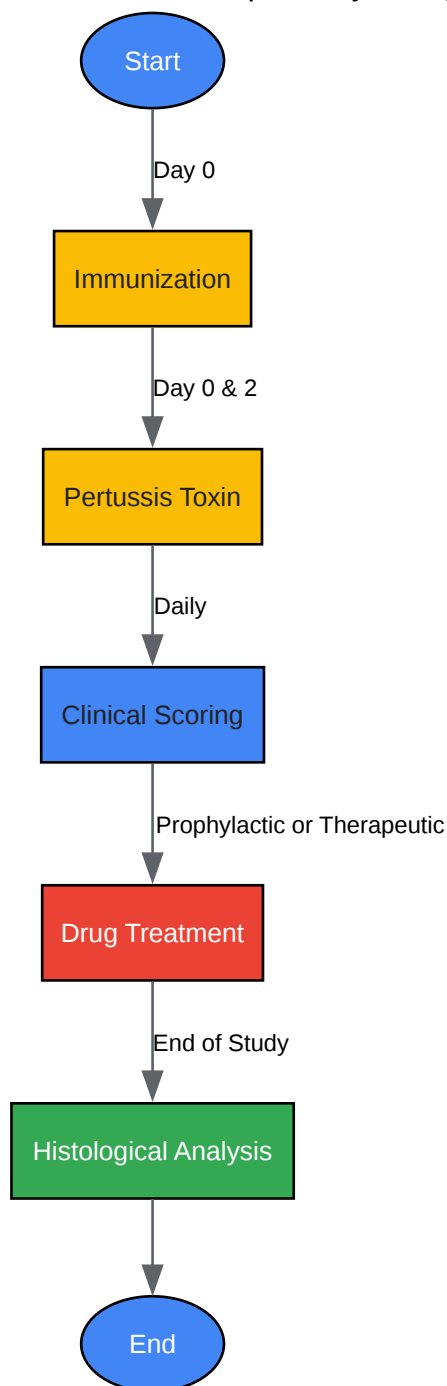 Start
Day 0
Immunization
Day 0 & 2
Pertussis Toxin
Daily
Clinical Scoring
Prophylactic or Therapeutic
Drug Treatment
End of Study
Histological Analysis
End